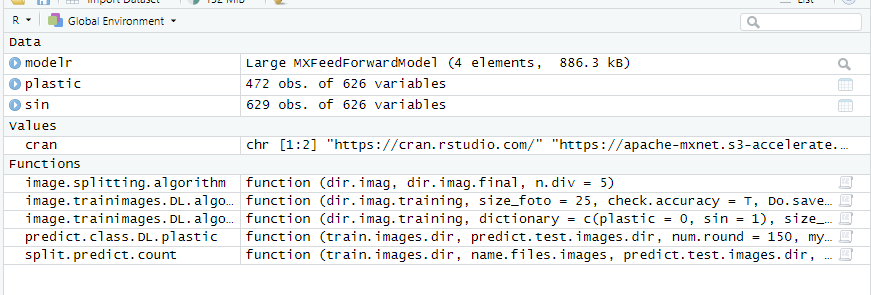 Import Dataset 132 MiB List
R Global Environment
Data
modelr Large MXFeedForwardModel (4 elements, 886.3 kB)
plastic 472 obs. of 626 variables
sin 629 obs. of 626 variables
Values
cran chr [1:2] "https://cran.rstudio.com/" "https://apache-mxnet.s3-accelerate.…
Functions
image.splitting.algorithm function (dir.imag, dir.imag.final, n.div = 5)
image.trainimages.DL.algo… function (dir.img.training, size_foto = 25, check.accuracy = T, Do.save…
image.trainimages.DL.algo… function (dir.img.training, dictionary = c(plastic = 0, sin = 1), size_…
predict.class.DL.plastic function (train.images.dir, predict.test.images.dir, num.round = 150, my…
split.predict.count function (train.images.dir, name.files.images, predict.test.images.dir, …